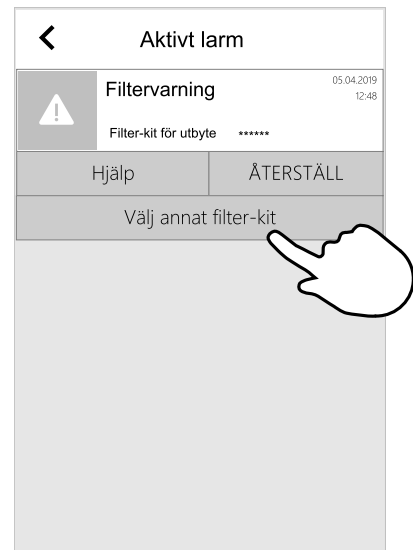 Aktivt larm
Filtervarning
05.04.2019
12:48
Filter-kit för utbyte ******
Hjälp
ÅTERSTÄLL
Välj annat filter-kit